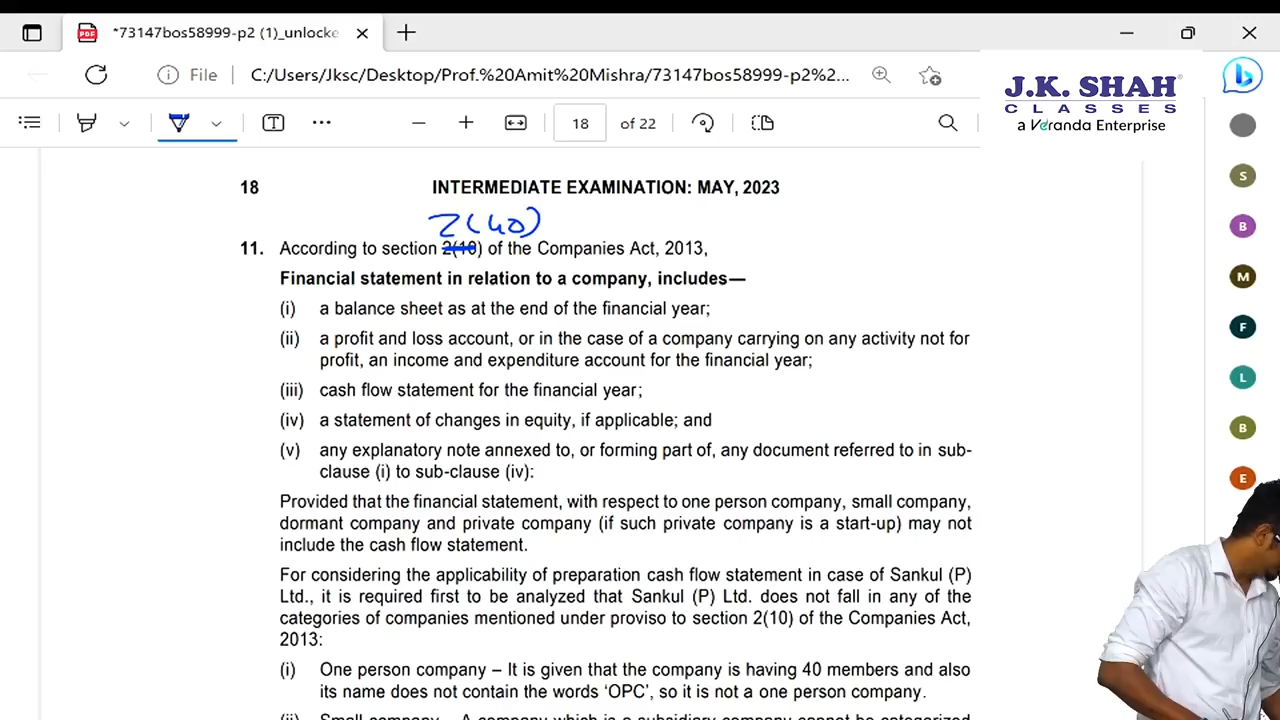 *73147bos58999-p2 (1)_unlocke
File
C:/Users/Jksc/Desktop/Prof.%20Amit%20Mishra/73147bos58999-p2%2...
J.K. SHAH
CLASSES
a Veranda Enterprise
18 of 22
18 INTERMEDIATE EXAMINATION: MAY, 2023
2(40)
11. According to section 2(10) of the Companies Act, 2013,
Financial statement in relation to a company, includes—
(i) a balance sheet as at the end of the financial year;
(ii) a profit and loss account, or in the case of a company carrying on any activity not for
profit, an income and expenditure account for the financial year;
(iii) cash flow statement for the financial year;
(iv) a statement of changes in equity, if applicable; and
(v) any explanatory note annexed to, or forming part of, any document referred to in sub-
clause (i) to sub-clause (iv):
Provided that the financial statement, with respect to one person company, small company,
dormant company and private company (if such private company is a start-up) may not
include the cash flow statement.
For considering the applicability of preparation cash flow statement in case of Sankul (P)
Ltd., it is required first to be analyzed that Sankul (P) Ltd. does not fall in any of the
categories of companies mentioned under proviso to section 2(10) of the Companies Act,
2013:
(i) One person company – It is given that the company is having 40 members and also
its name does not contain the words 'OPC', so it is not a one person company.
(ii) Small company – A company which is a subsidiary company cannot be categorized
S
B
M
F
L
B
E